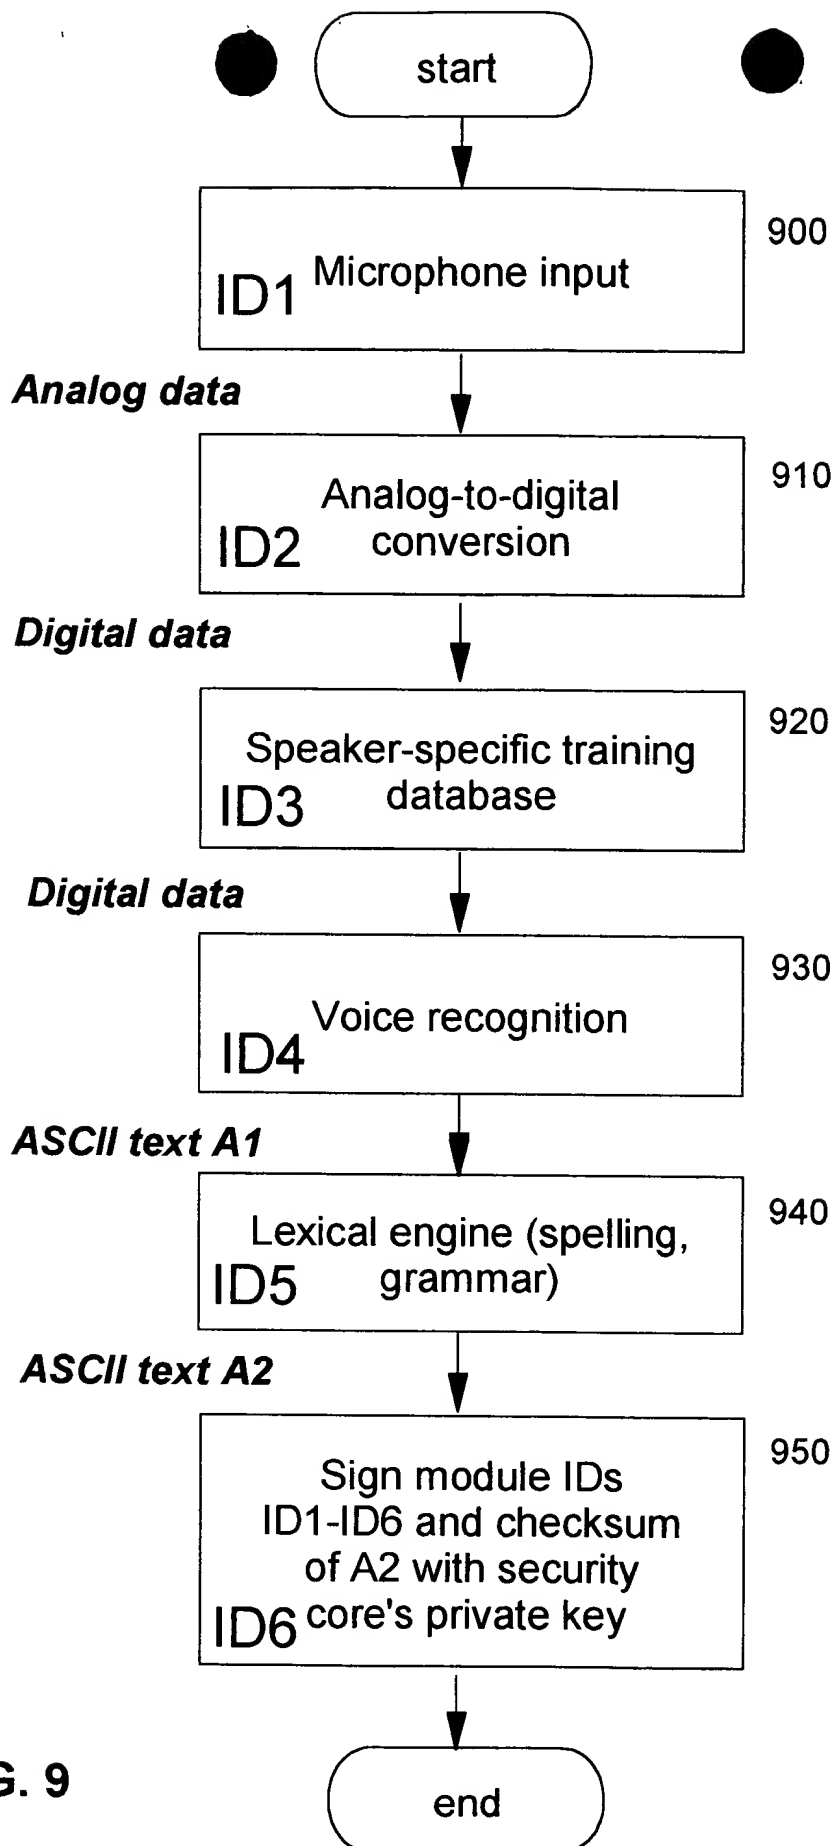 start
900
Microphone input
ID1
Analog data
910
Analog-to-digital
conversion
ID2
Digital data
920
Speaker-specific training
database
ID3
Digital data
930
Voice recognition
ID4
ASCII text A1
940
Lexical engine (spelling,
grammar)
ID5
ASCII text A2
950
Sign module IDs
ID1-ID6 and checksum
of A2 with security
core's private key
ID6
G. 9
end